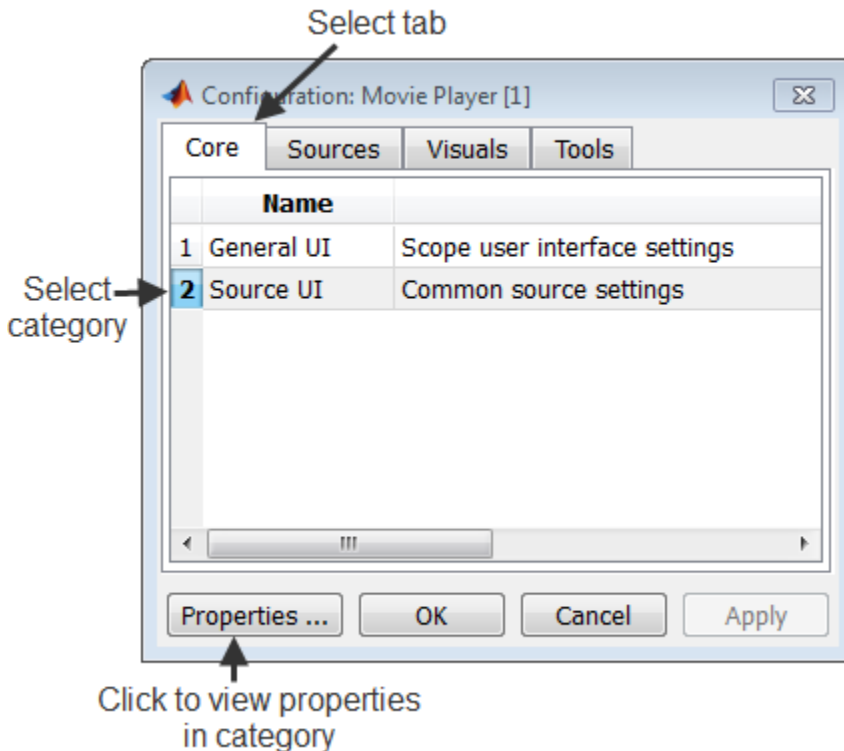 Select tab
Configuration: Movie Player [1]
Core Sources Visuals Tools
Name
1 General UI Scope user interface settings
2 Source UI Common source settings
Select
category
Properties ... OK Cancel Apply
Click to view properties
in category